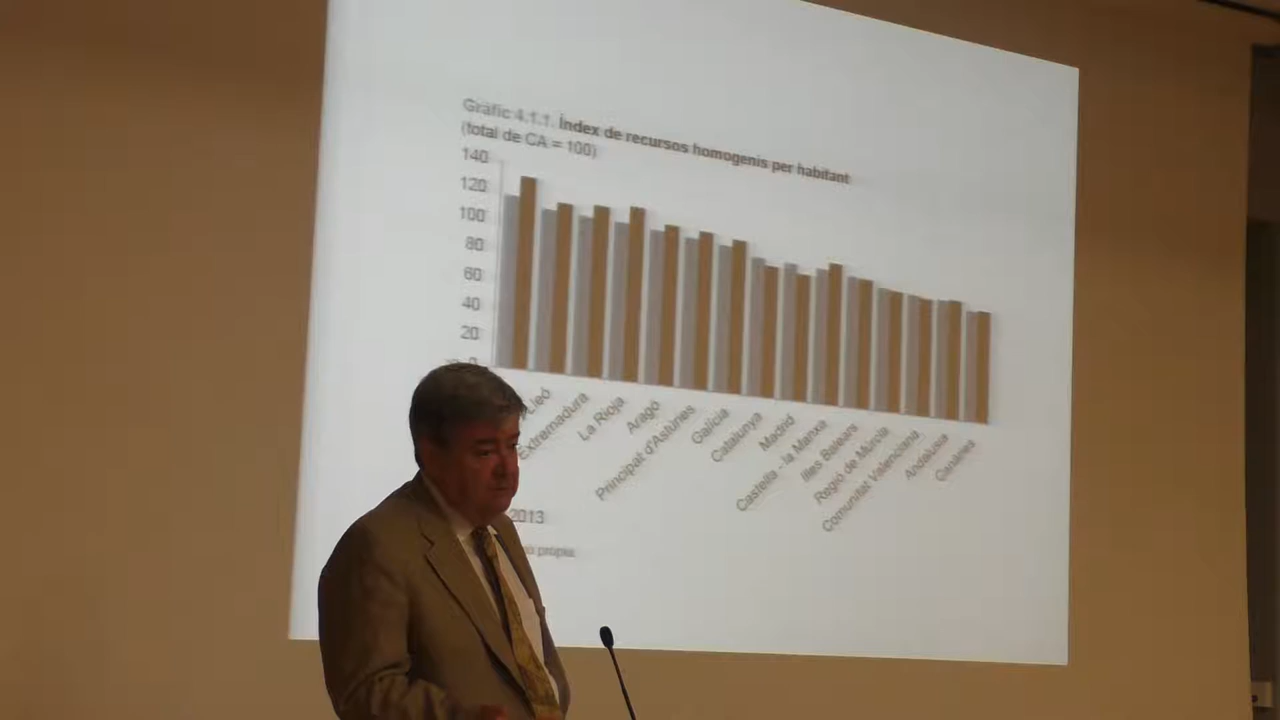 Gràfic 4.1.1. Índex de recursos homogenis per habitant
(total de CA = 100)
140
120
100
80
60
40
20
0
Lleó
Extremadura
La Rioja
Aragó
Principat d'Astúries
Galícia
Catalunya
Madrid
Castella - la Manxa
Illes Balears
Regió de Múrcia
Comunitat Valenciana
Andalusia
Canàries
2013
pròpia.